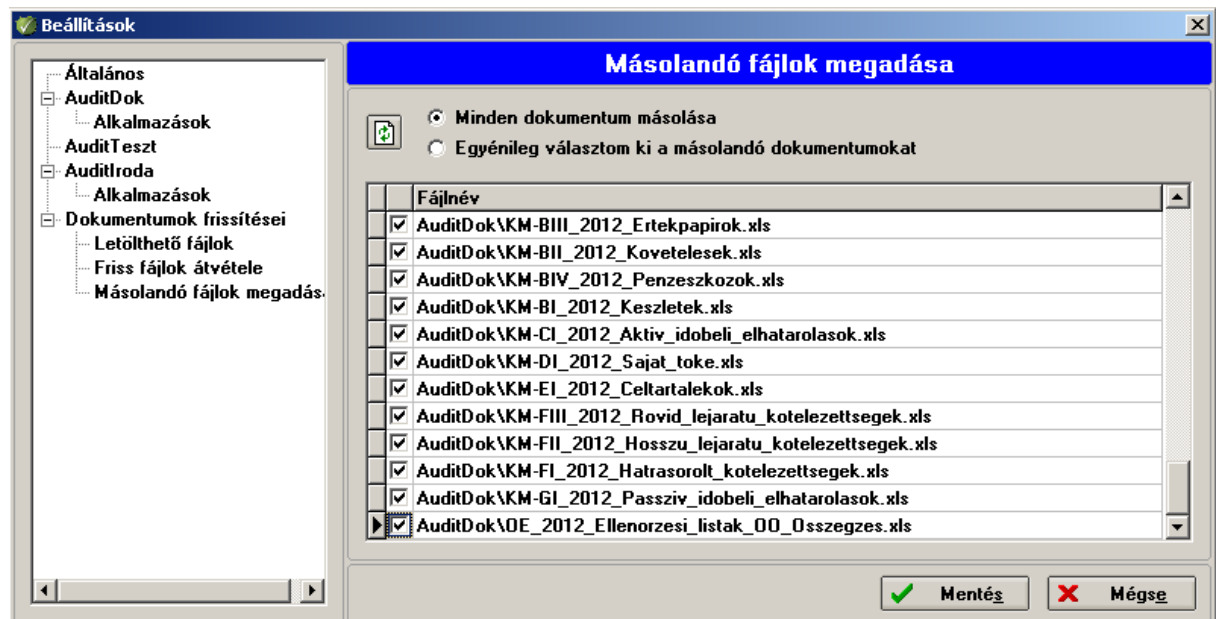 Beállítások
Általános
AuditDok
Alkalmazások
AuditTeszt
AuditIroda
Alkalmazások
Dokumentumok frissítései
Letölthető fájlok
Friss fájlok átvétele
Másolandó fájlok megadás
Másolandó fájlok megadása
Minden dokumentum másolása
Egyénileg választom ki a másolandó dokumentumokat
Fájlnév
AuditDok\KM-BIII_2012_Ertekpapirok.xls
AuditDok\KM-BII_2012_Kovetelesek.xls
AuditDok\KM-BIV_2012_Penzeszkozok.xls
AuditDok\KM-BI_2012_Keszletek.xls
AuditDok\KM-CI_2012_Aktiv_idobeli_elhatarolasok.xls
AuditDok\KM-DI_2012_Sajat_toke.xls
AuditDok\KM-EI_2012_Celtartalekok.xls
AuditDok\KM-FIII_2012_Rovid_lejaratu_kotelezettsegek.xls
AuditDok\KM-FII_2012_Hosszu_lejaratu_kotelezettsegek.xls
AuditDok\KM-FI_2012_Hatrasorolt_kotelezettsegek.xls
AuditDok\KM-GI_2012_Passziv_idobeli_elhatarolasok.xls
AuditDok\OE_2012_Ellenorzesi_listak_OO_Osszegzes.xls
Mentés Mégse